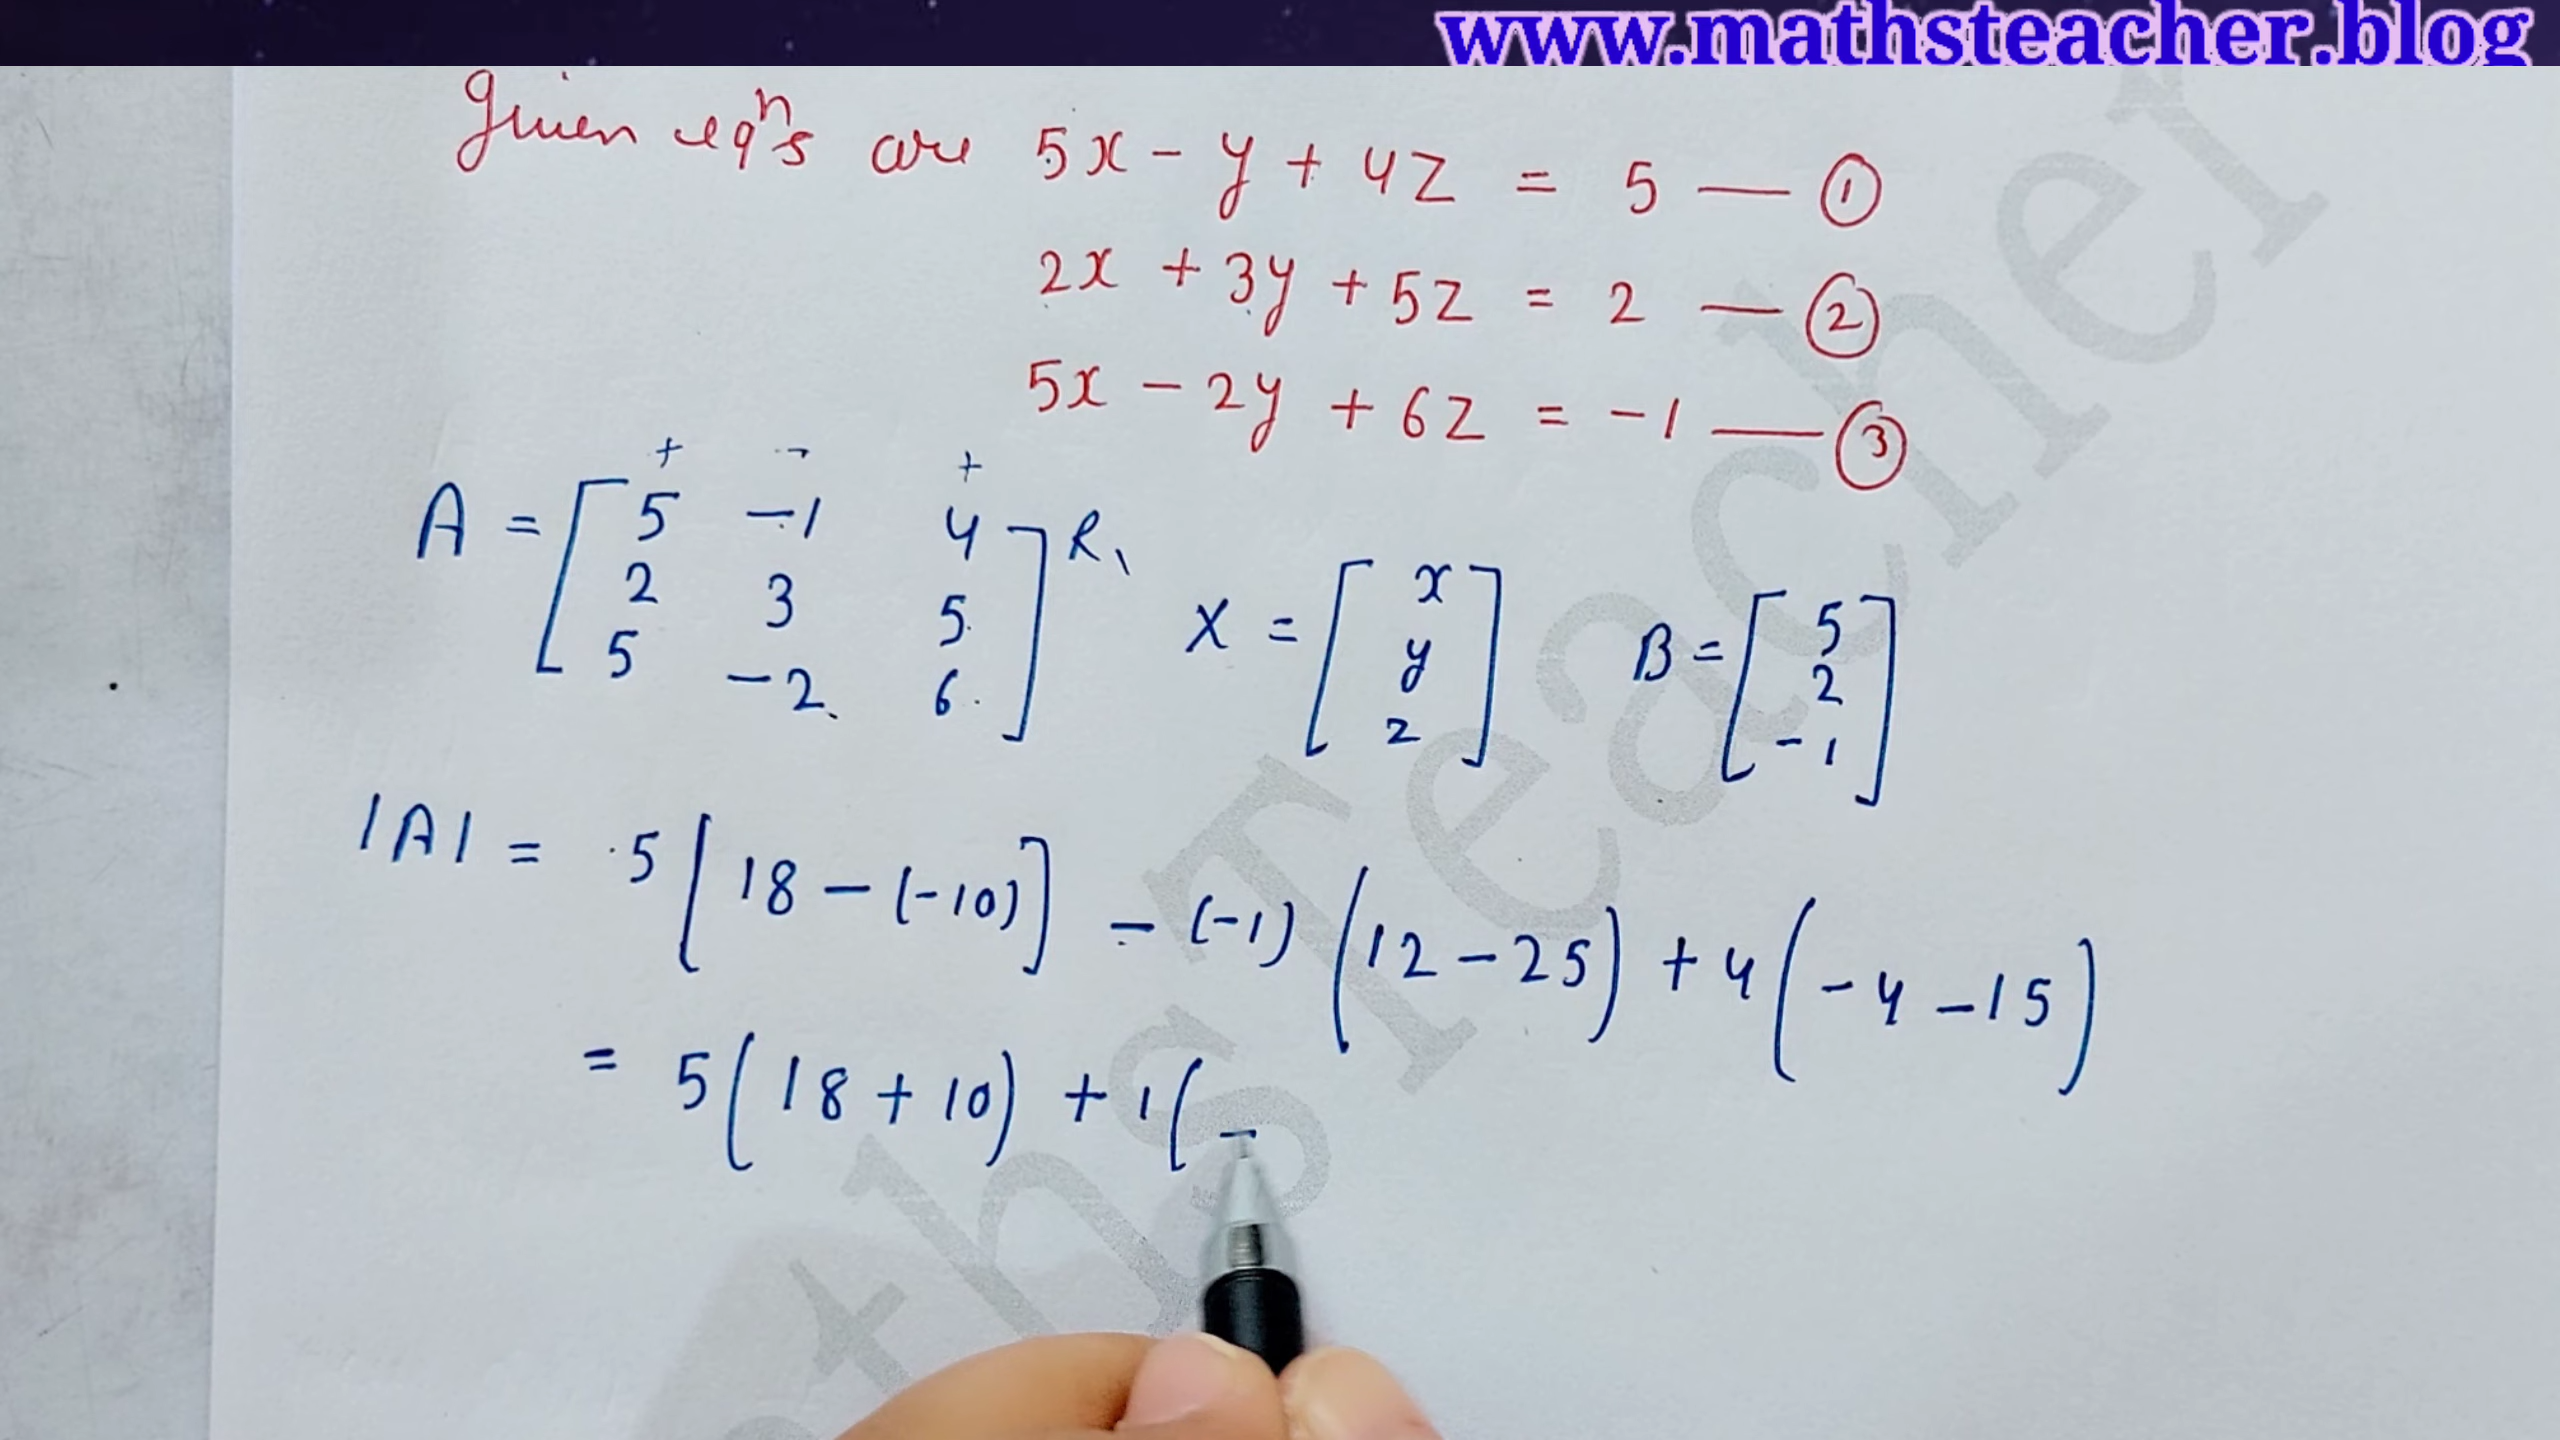 www.mathsteacher.blog
Given eqⁿs are 5x - y + 4z = 5 — ①
2x + 3y + 5z = 2 — ②
5x - 2y + 6z = -1 — ③
+ - +
A = [ 5 -1 4 ] R₁
2 3 5
5 -2 6
X = [ x
y
z ]
B = [ 5
2
-1 ]
|A| = 5[18 - (-10)] - (-1)(12 - 25) + 4(-4 - 15)
= 5(18 + 10) + 1( -
Maths Teacher